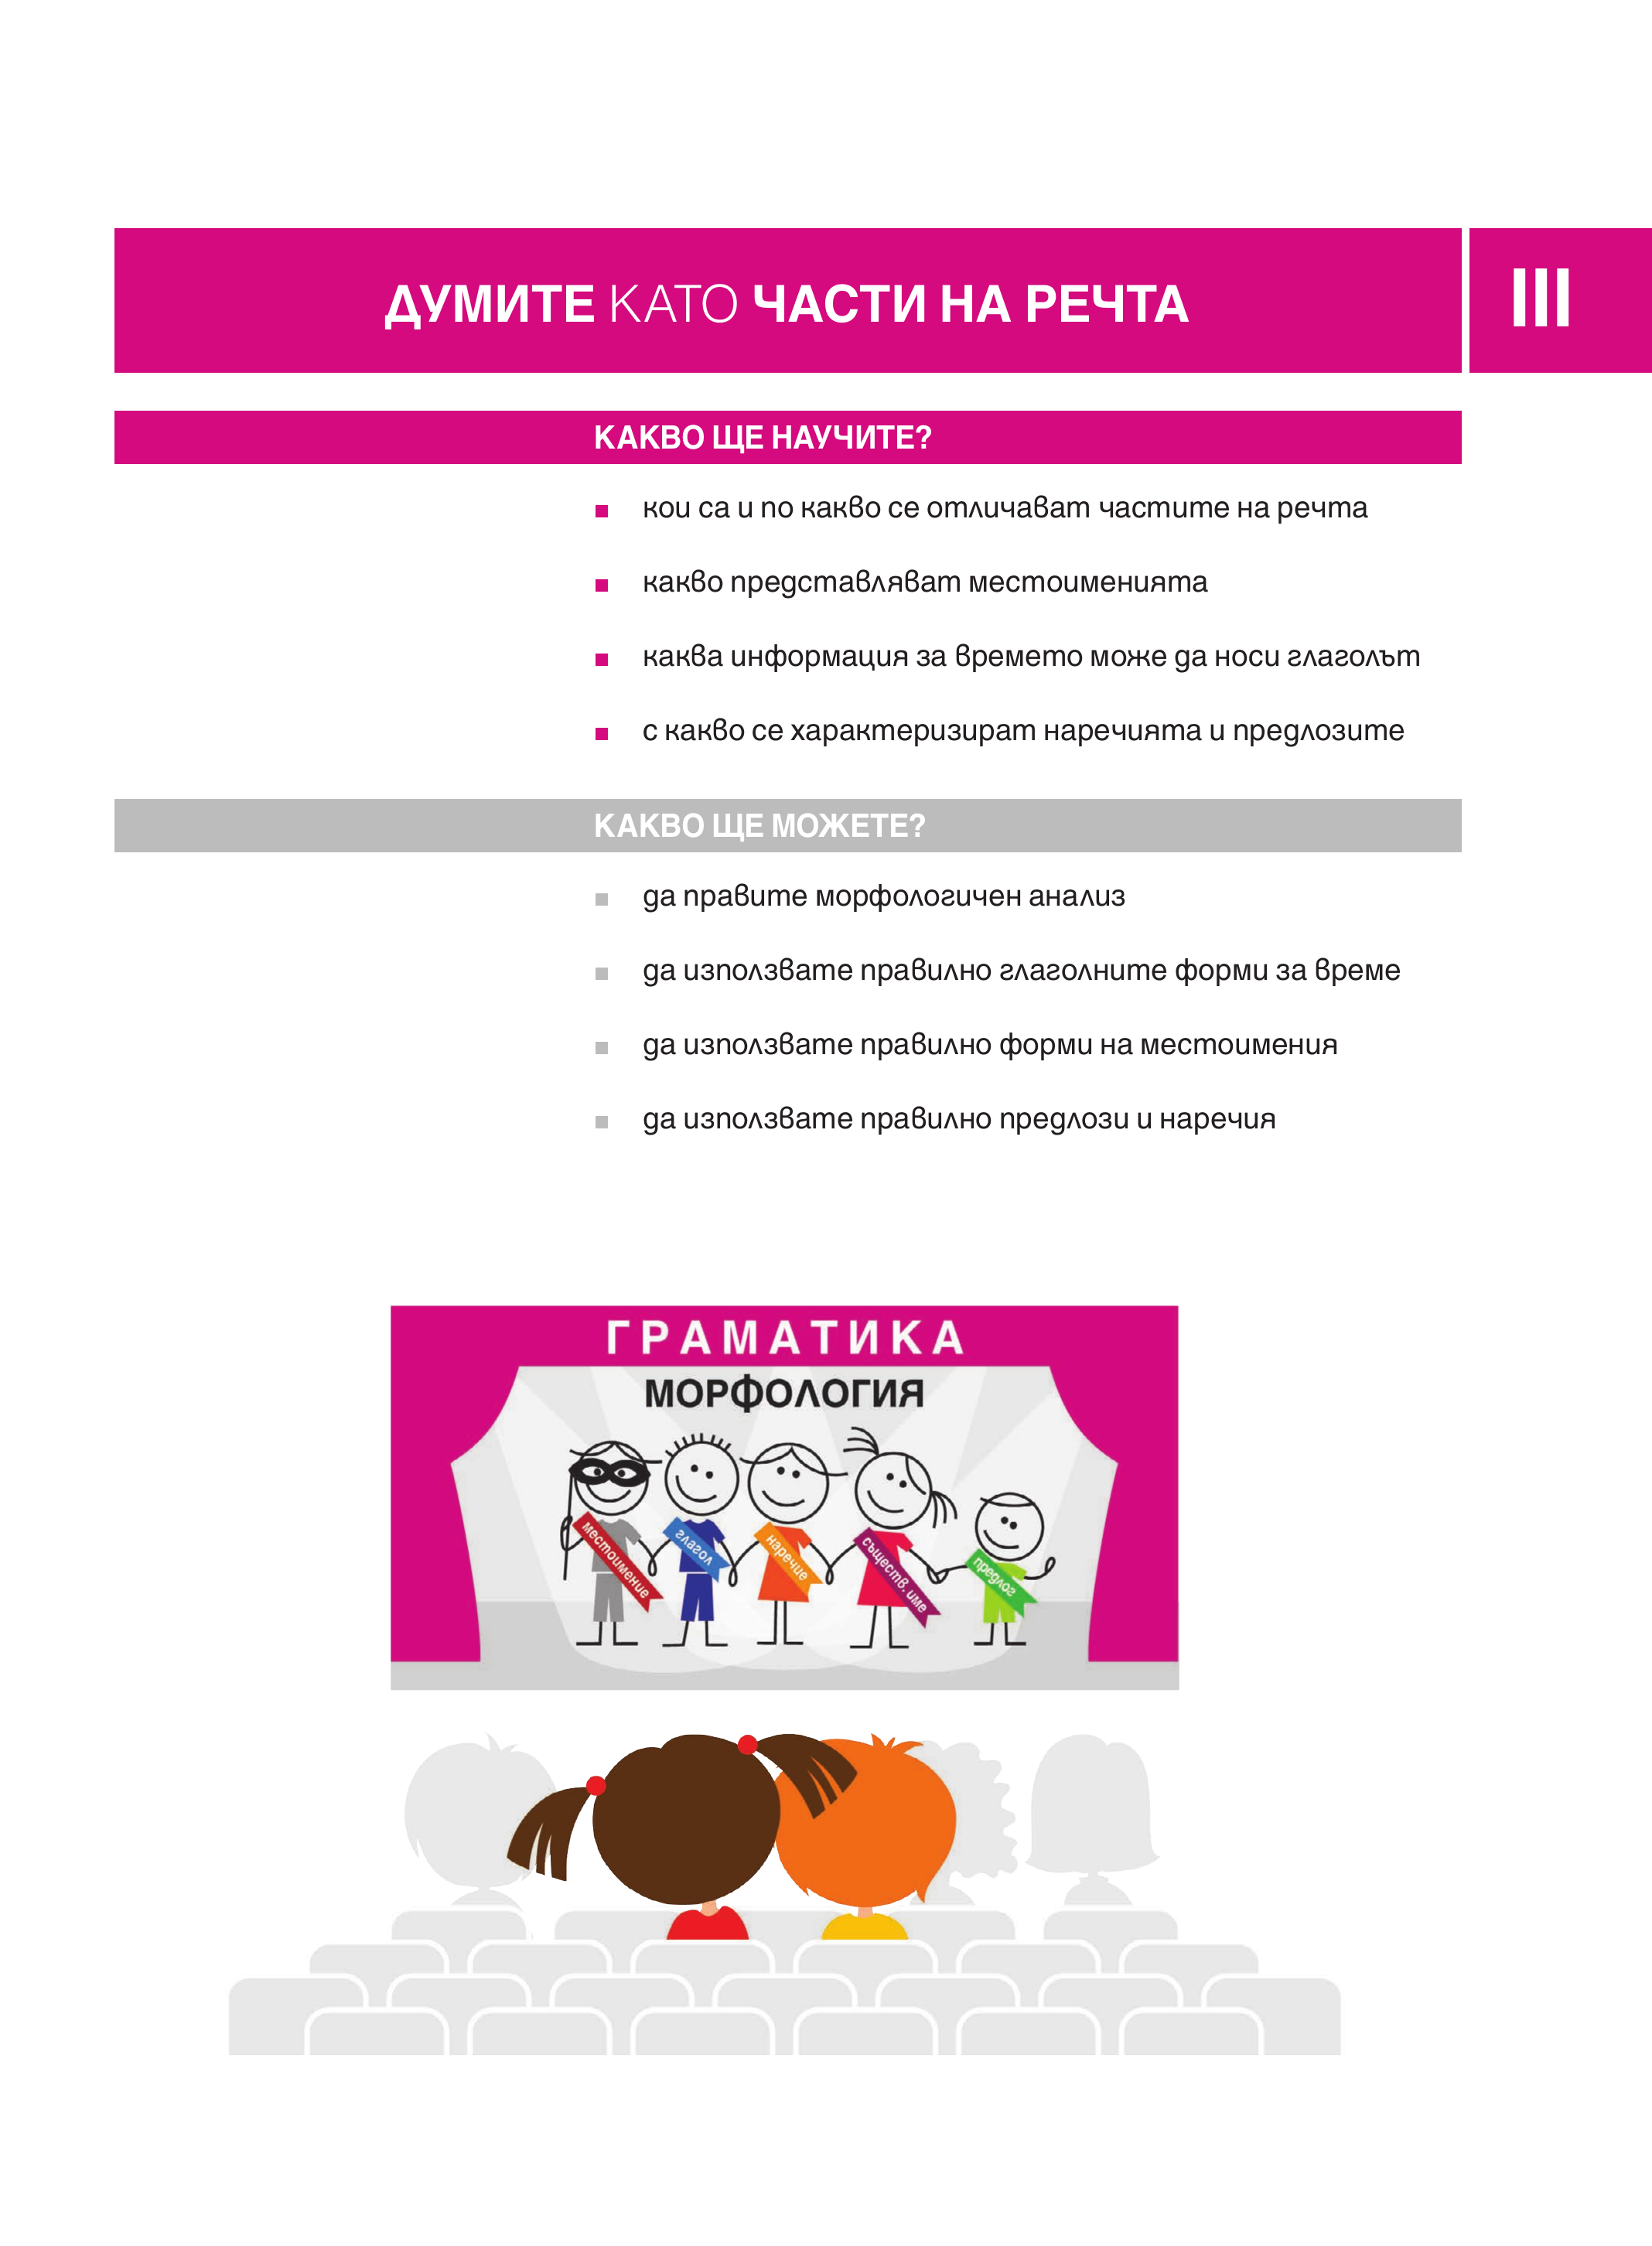 ДУМИТЕ КАТО ЧАСТИ НА РЕЧТА
III
КАКВО ЩЕ НАУЧИТЕ?
кои са и по какво се отличават частите на речта
какво представляват местоименията
каква информация за времето може да носи глаголът
с какво се характеризират наречията и предлозите
КАКВО ЩЕ МОЖЕТЕ?
да правите морфологичен анализ
да използвате правилно глаголните форми за време
да използвате правилно форми на местоимения
да използвате правилно предлози и наречия
ГРАМАТИКА
МОРФОЛОГИЯ
местоимение
глагол
наречие
съществ. име
предлог